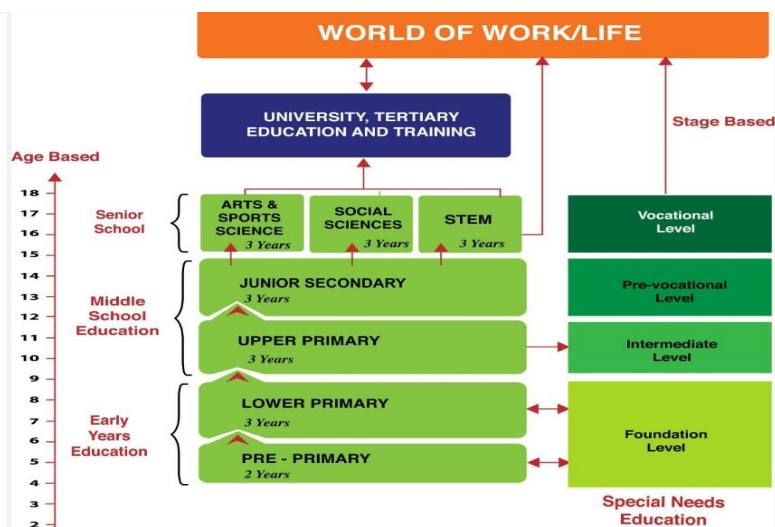 WORLD OF WORK/LIFE
UNIVERSITY, TERTIARY
EDUCATION AND TRAINING
Stage Based
Age Based
18
17
16
15
14
13
12
11
10
9
8
7
6
5
4
3
2
Senior
School
ARTS &
SPORTS
SCIENCE
3 Years
SOCIAL
SCIENCES
3 Years
STEM
3 Years
Vocational
Level
Middle
School
Education
JUNIOR SECONDARY
3 Years
Pre-vocational
Level
UPPER PRIMARY
3 Years
Intermediate
Level
Early
Years
Education
LOWER PRIMARY
3 Years
PRE - PRIMARY
2 Years
Foundation
Level
Special Needs
Education